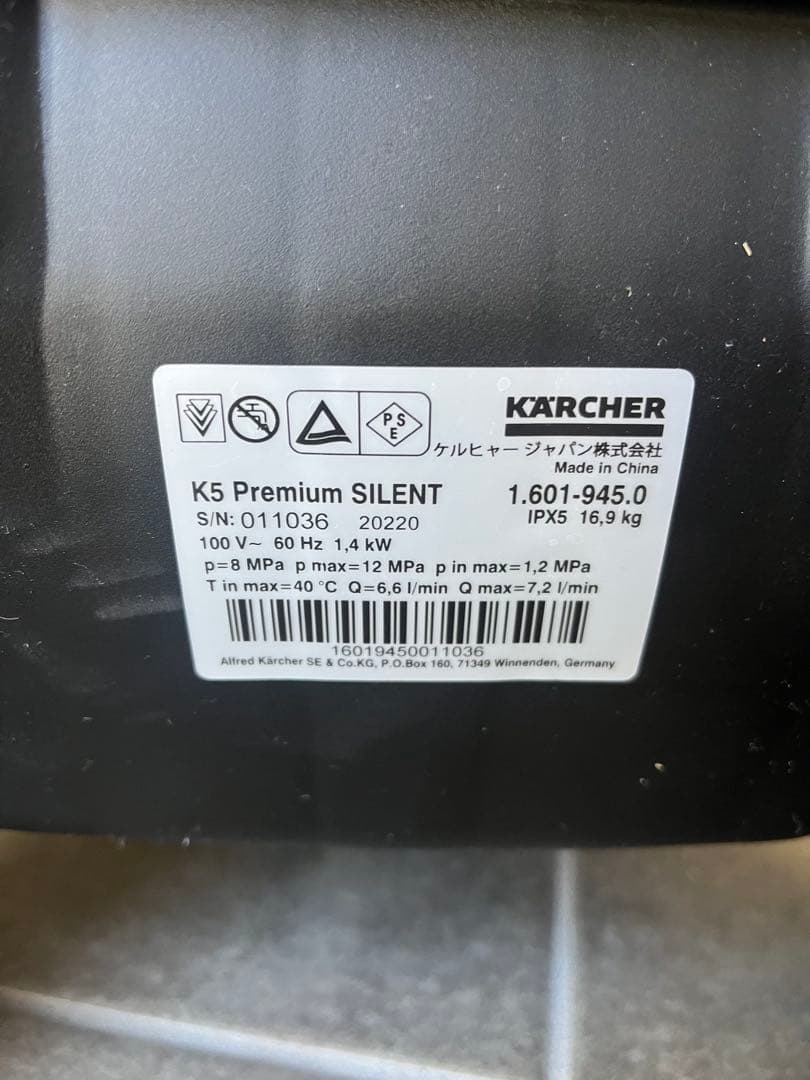 PSE
KÄRCHER
ケルヒャー ジャパン株式会社
Made in China
K5 Premium SILENT 1.601-945.0
S/N: 011036 20220 IPX5 16,9 kg
100 V~ 60 Hz 1,4 kW
p=8 MPa p max=12 MPa p in max=1,2 MPa
T in max=40 °C Q=6,6 l/min Q max=7,2 l/min
16019450011036
Alfred Kärcher SE & Co.KG, P.O.Box 160, 71349 Winnenden, Germany